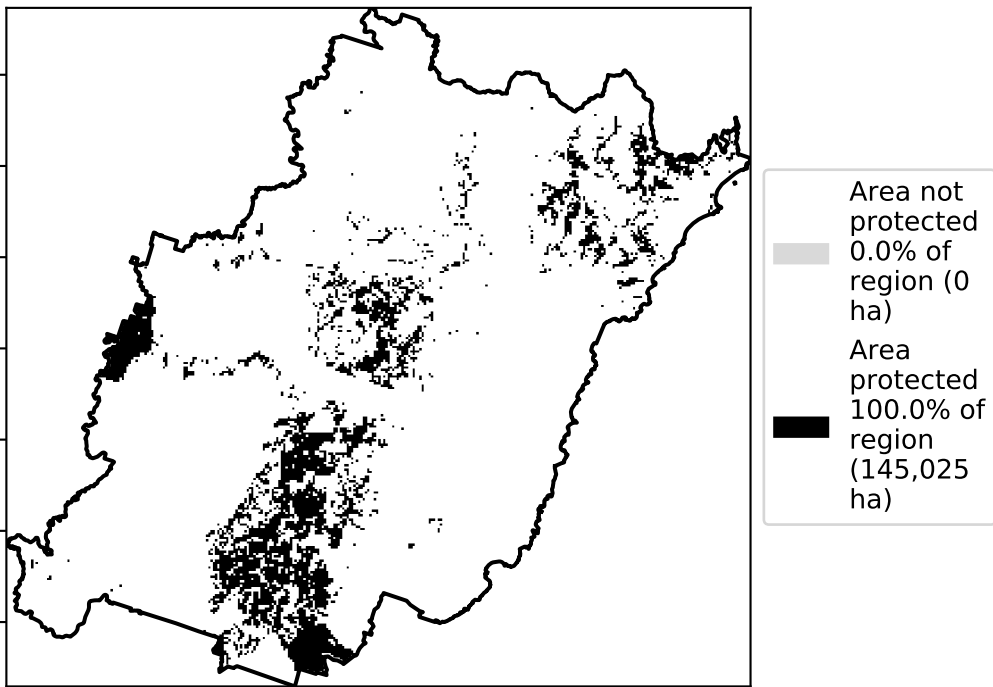 Area not
protected
0.0% of
region (0
ha)
Area
protected
100.0% of
region
(145,025
ha)